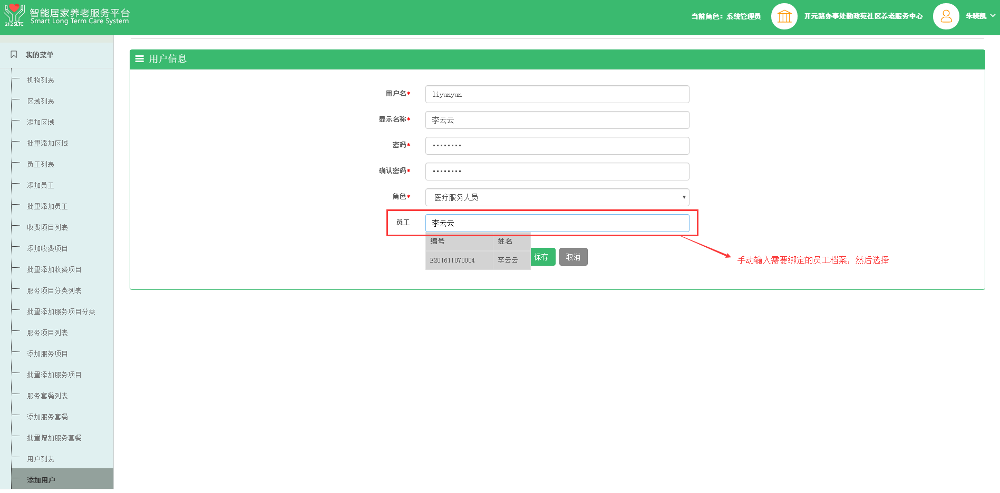 智能居家养老服务平台
Smart Long Term Care System
212 SLTC
当前角色：系统管理员
开元路办事处勤政苑社区养老服务中心
朱晓凯
我的菜单
机构列表
区域列表
添加区域
批量添加区域
员工列表
添加员工
批量添加员工
收费项目列表
添加收费项目
批量添加收费项目
服务项目分类列表
批量添加服务项目分类
服务项目列表
添加服务项目
批量添加服务项目
服务套餐列表
添加服务套餐
批量增加服务套餐
用户列表
添加用户
用户信息
用户名* liyunyun
显示名称* 李云云
密码* ••••••••
确认密码* ••••••••
角色* 医疗服务人员
员工 李云云
编号 姓名
E201611070004 李云云
保存 取消
手动输入需要绑定的员工档案，然后选择